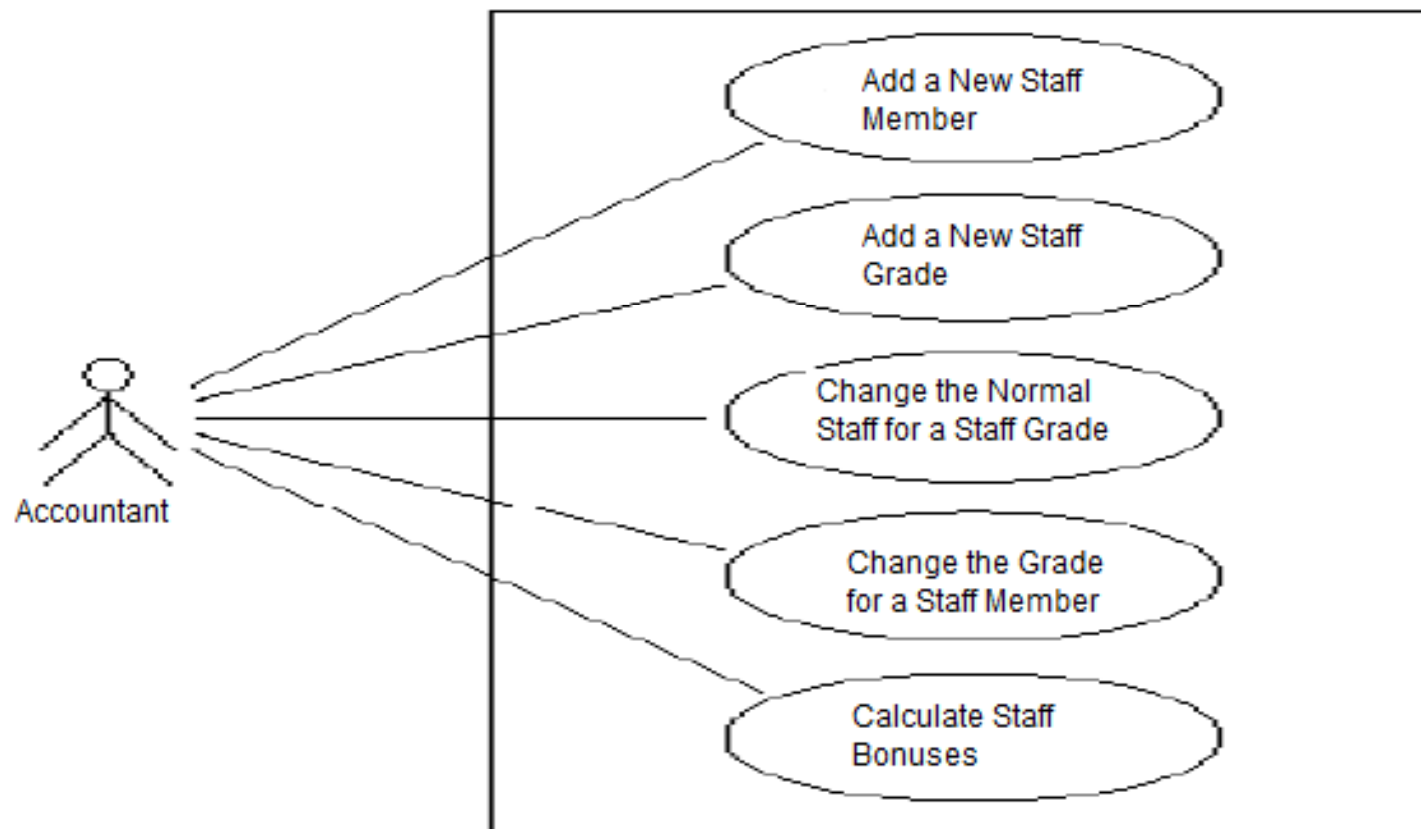 Add a New Staff
Member
Add a New Staff
Grade
Change the Normal
Staff for a Staff Grade
Accountant
Change the Grade
for a Staff Member
Calculate Staff
Bonuses